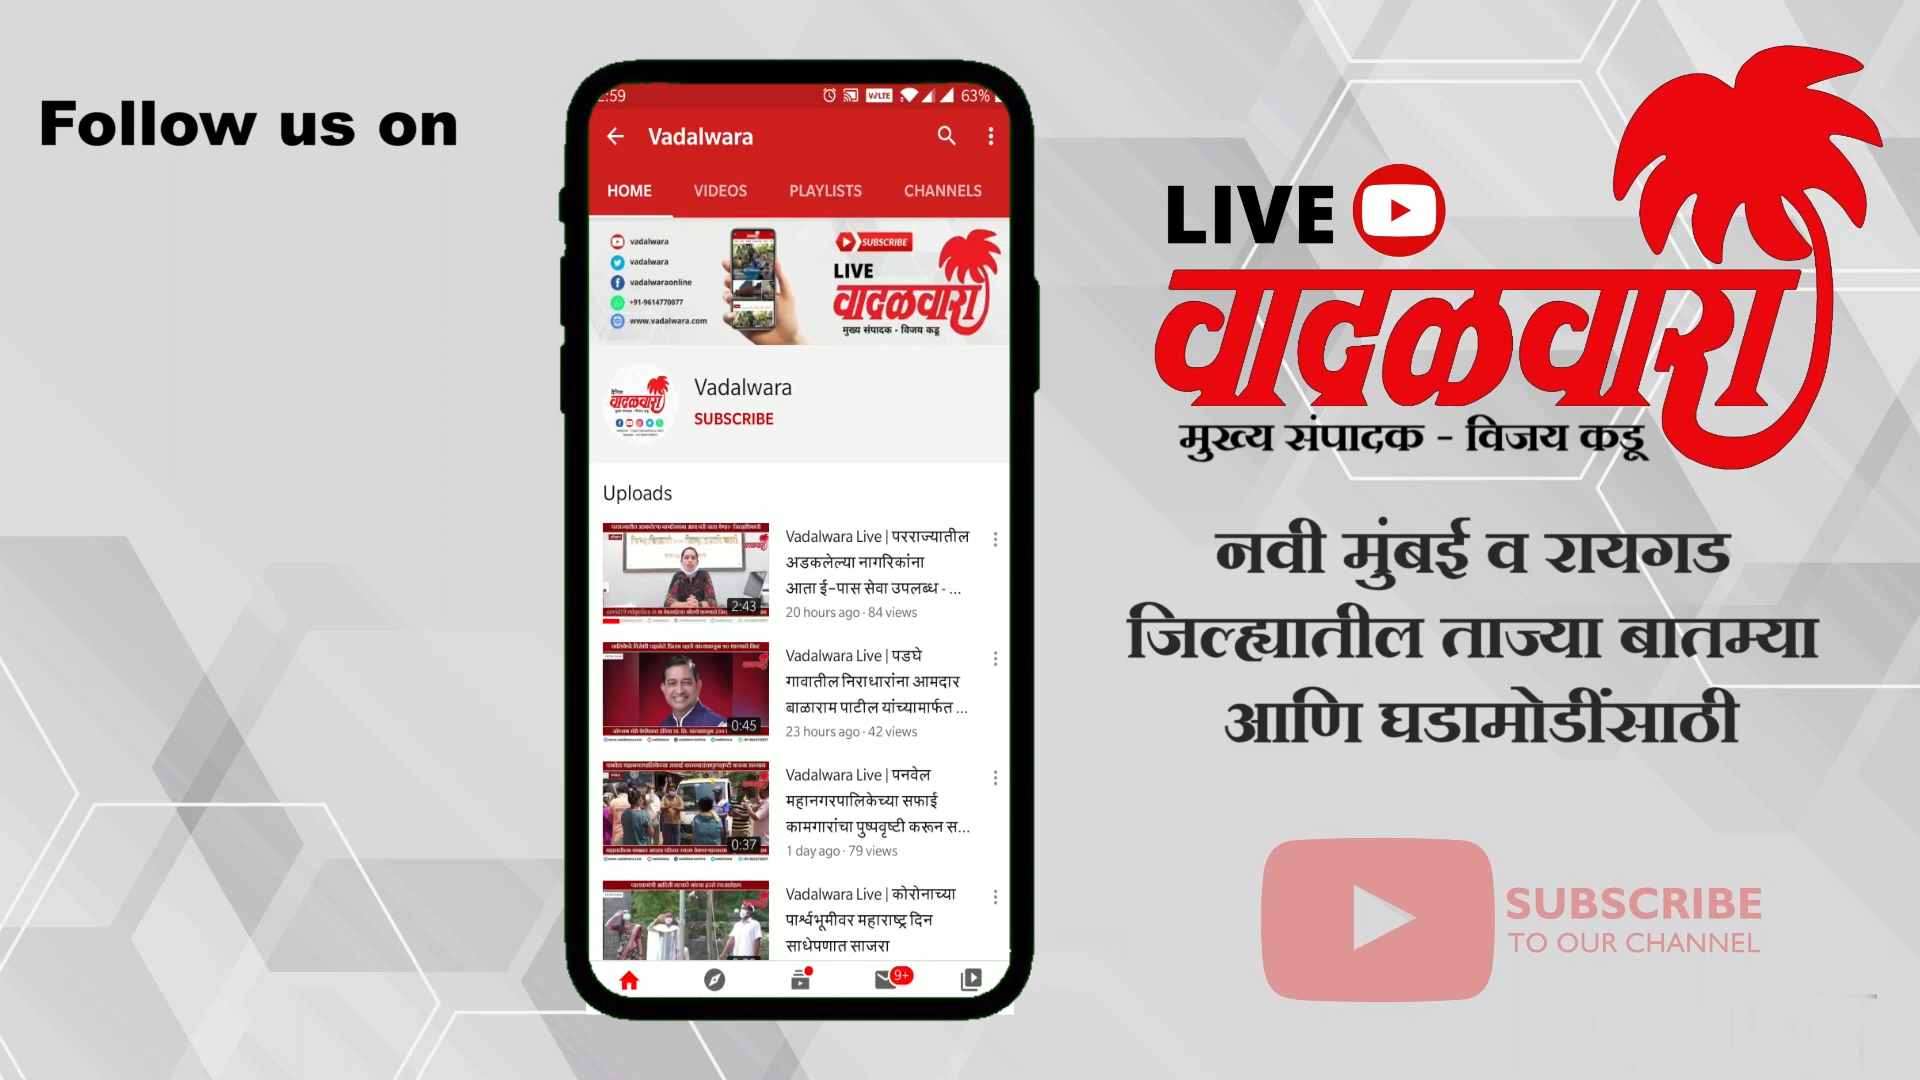 Follow us on
2:59
VoLTE
63%
Vadalwara
HOME
VIDEOS
PLAYLISTS
CHANNELS
vadalwara
vadalwara
vadalwaraonline
+91-9614770077
www.vadalwara.com
SUBSCRIBE
LIVE
वादळवारा
मुख्य संपादक - विजय कडू
वादळवारा
Vadalwara
SUBSCRIBE
Uploads
2:43
Vadalwara Live | परराज्यातील
अडकलेल्या नागरिकांना
आता ई-पास सेवा उपलब्ध - ...
20 hours ago · 84 views
0:45
Vadalwara Live | पडघे
गावातील निराधारांना आमदार
बाळाराम पाटील यांच्यामार्फत ...
23 hours ago · 42 views
0:37
Vadalwara Live | पनवेल
महानगरपालिकेच्या सफाई
कामगारांचा पुष्पवृष्टी करून स...
1 day ago · 79 views
Vadalwara Live | कोरोनाच्या
पार्श्वभूमीवर महाराष्ट्र दिन
साधेपणात साजरा
9+
LIVE
वादळवारा
मुख्य संपादक - विजय कडू
नवी मुंबई व रायगड
जिल्ह्यातील ताज्या बातम्या
आणि घडामोडींसाठी
SUBSCRIBE
TO OUR CHANNEL